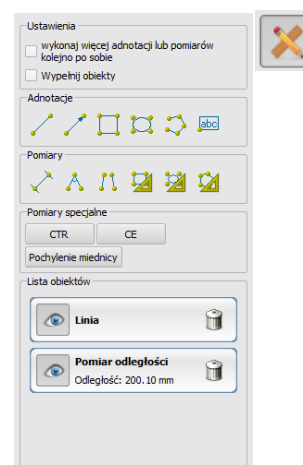 Ustawienia
wykonaj więcej adnotacji lub pomiarów
kolejno po sobie
Wypełnij obiekty
Adnotacje
abc
Pomiary
Pomiary specjalne
CTR CE
Pochylenie miednicy
Lista obiektów
Linia
Pomiar odległości
Odległość: 200.10 mm